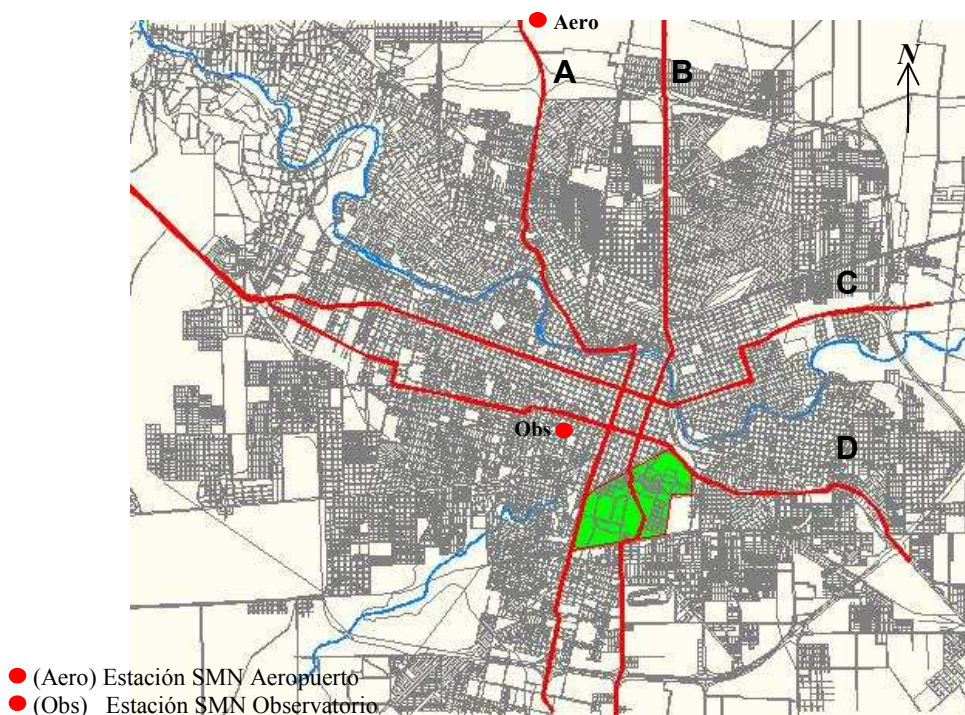 Aero
A
B
N
C
Obs
D
(Aero) Estación SMN Aeropuerto
(Obs) Estación SMN Observatorio